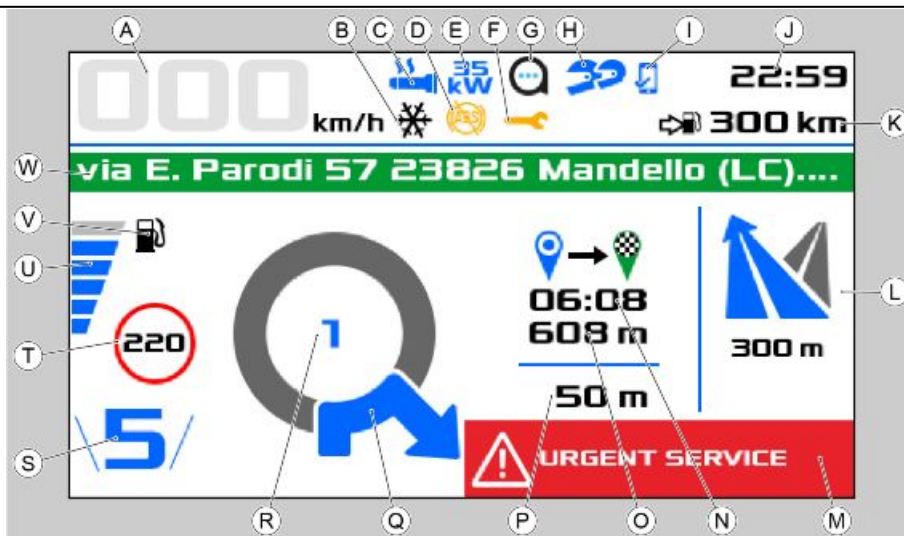 A B C D E F G H I J
000
35
kW
22:59
km/h
ABS
300 km
K
W
via E. Parodi 57 23826 Mandello (LC)....
V
U
06:08
608 m
L
T
220
1
300 m
50 m
S
5
URGENT SERVICE
R Q P O N M